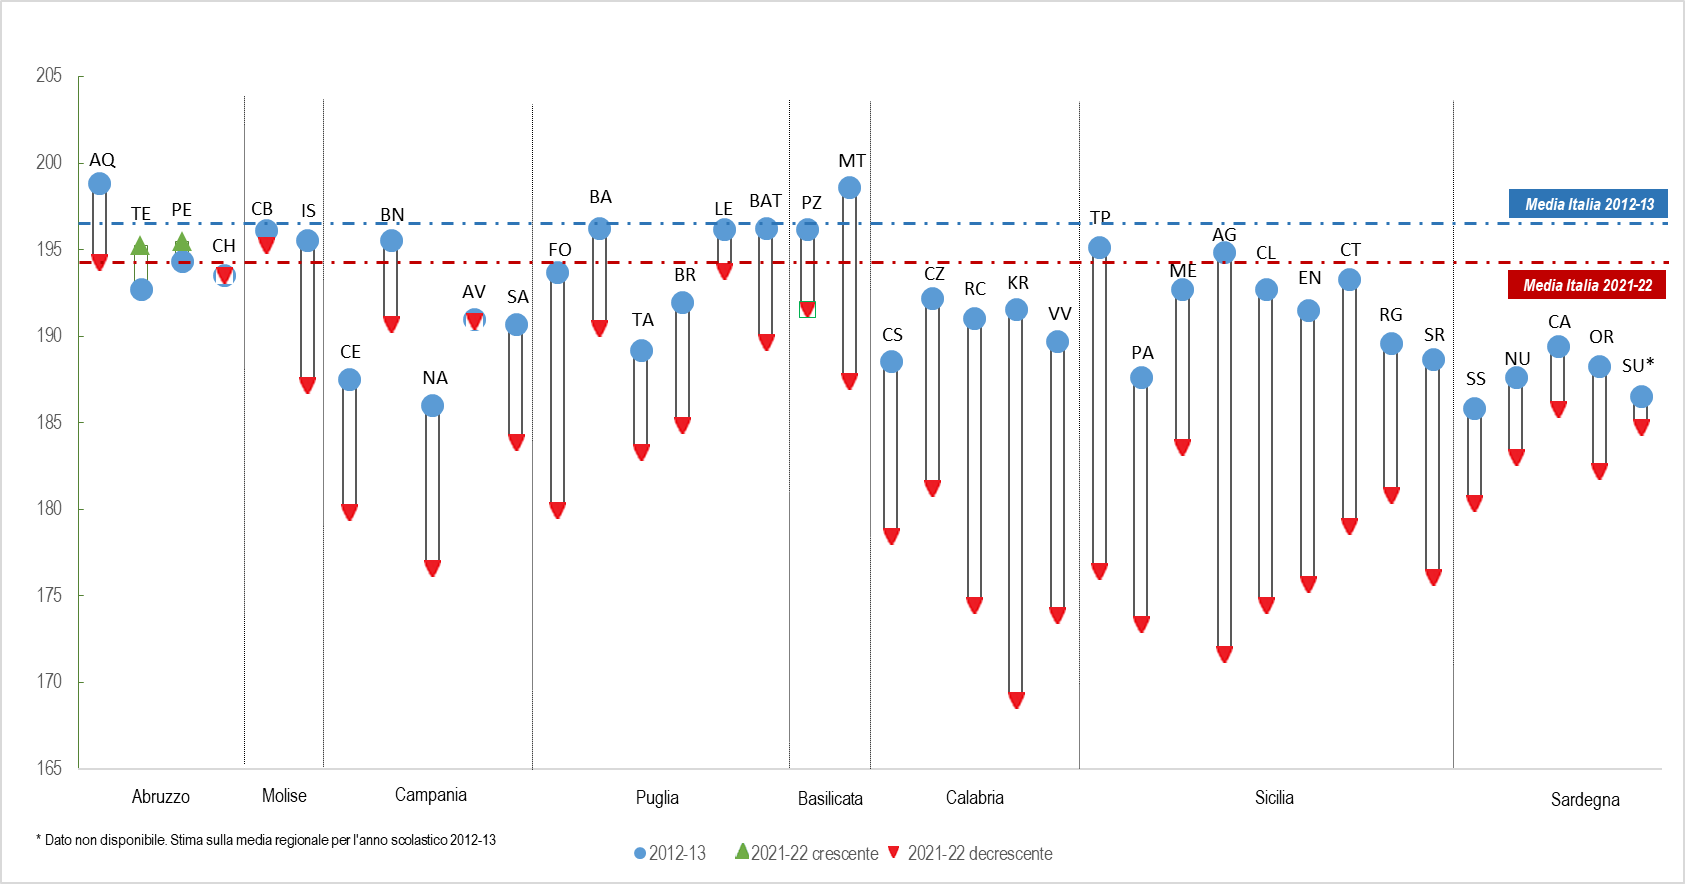 205
200
195
190
185
180
175
170
165
AQ
TE
PE
CH
CB
IS
CE
BN
NA
AV
SA
FO
BA
TA
BR
LE
BAT
PZ
MT
CS
CZ
RC
KR
VV
TP
PA
ME
AG
CL
EN
CT
RG
SR
SS
NU
CA
OR
SU*
Media Italia 2012-13
Media Italia 2021-22
Abruzzo
Molise
Campania
Puglia
Basilicata
Calabria
Sicilia
Sardegna
* Dato non disponibile. Stima sulla media regionale per l'anno scolastico 2012-13
2012-13
2021-22 crescente
2021-22 decrescente